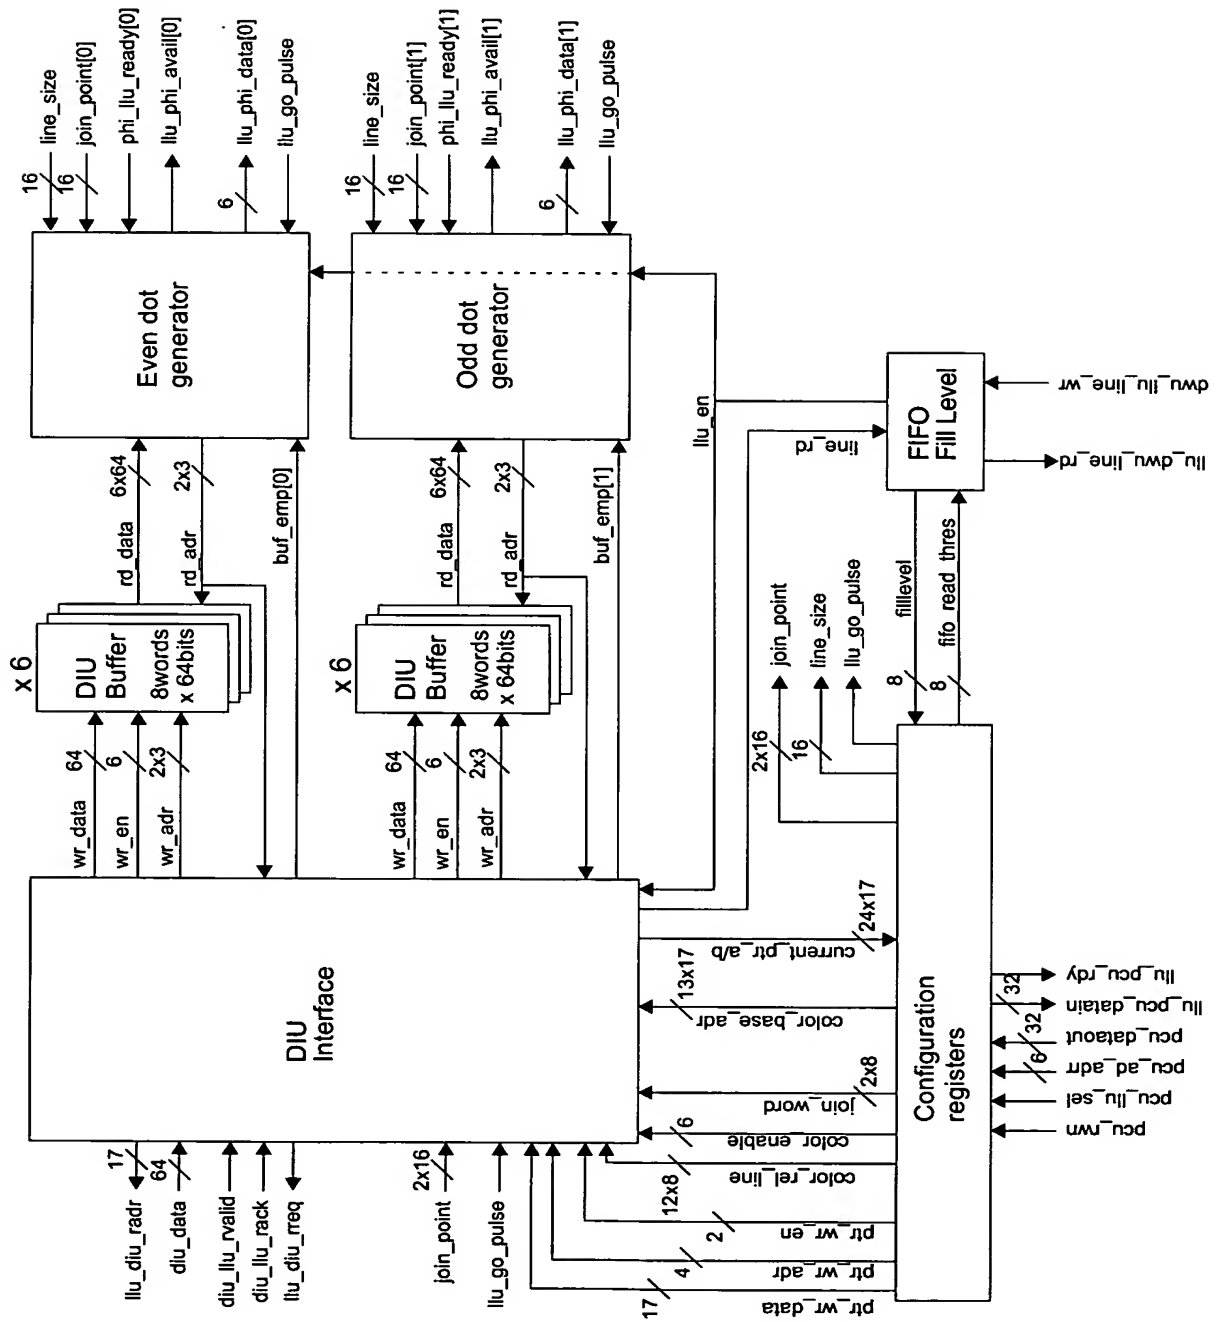 line_size
16
join_point[0]
16
phi_llu_ready[0]
llu_phi_avail[0]
llu_phi_data[0]
6
llu_go_pulse
Even dot
generator
line_size
16
join_point[1]
16
phi_llu_ready[1]
llu_phi_avail[1]
llu_phi_data[1]
6
llu_go_pulse
Odd dot
generator
rd_data
6x64
rd_adr
2x3
buf_emp[0]
rd_data
6x64
rd_adr
2x3
buf_emp[1]
llu_en
line_rd
x 6
DIU
Buffer
8words
x 64bits
x 6
DIU
Buffer
8words
x 64bits
wr_data
64
wr_en
6
wr_adr
2x3
wr_data
64
wr_en
6
wr_adr
2x3
FIFO
Fill Level
dwu_llu_line_wr
llu_dwu_line_rd
filllevel
8
fifo_read_thres
8
join_point
2x16
line_size
16
llu_go_pulse
DIU
Interface
llu_diu_radr
17
diu_data
64
diu_llu_rvalid
diu_llu_rack
llu_diu_rreq
join_point
2x16
llu_go_pulse
current_ptr_a/b
24x17
color_base_adr
13x17
join_word
2x8
color_enable
6
color_rel_line
12x8
ptr_wr_en
2
ptr_wr_adr
4
ptr_wr_data
17
Configuration
registers
llu_pcu_rdy
llu_pcu_datain
32
pcu_dataout
32
pcu_ad_adrr
6
pcu_llu_sel
pcu_rwn